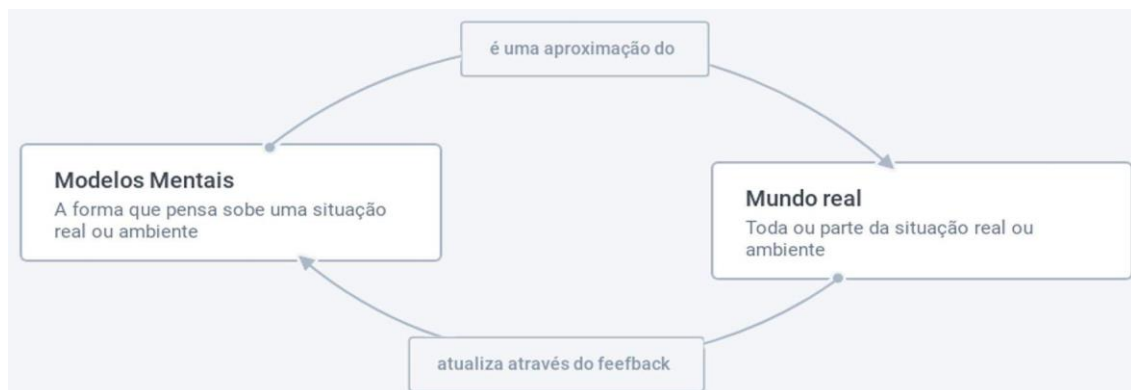 é uma aproximação do
Modelos Mentais
A forma que pensa sobe uma situação
real ou ambiente
Mundo real
Toda ou parte da situação real ou
ambiente
atualiza através do feefback